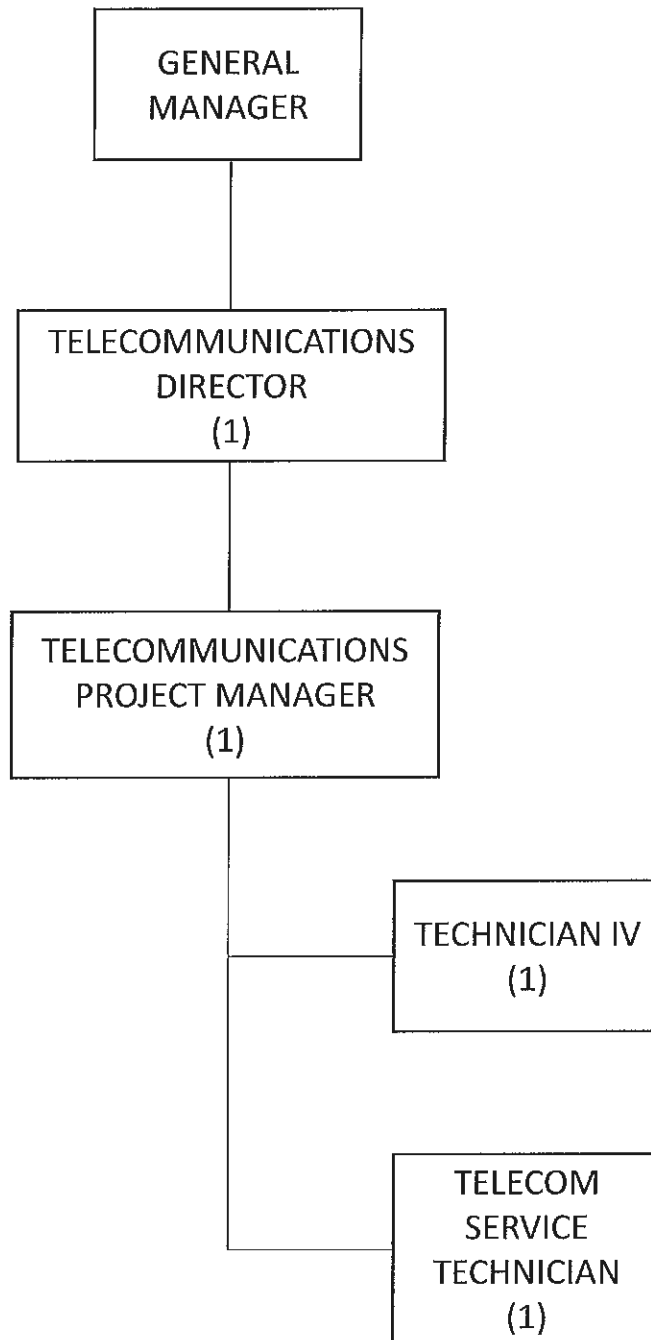 GENERAL
MANAGER
TELECOMMUNICATIONS
DIRECTOR
(1)
TELECOMMUNICATIONS
PROJECT MANAGER
(1)
TECHNICIAN IV
(1)
TELECOM
SERVICE
TECHNICIAN
(1)